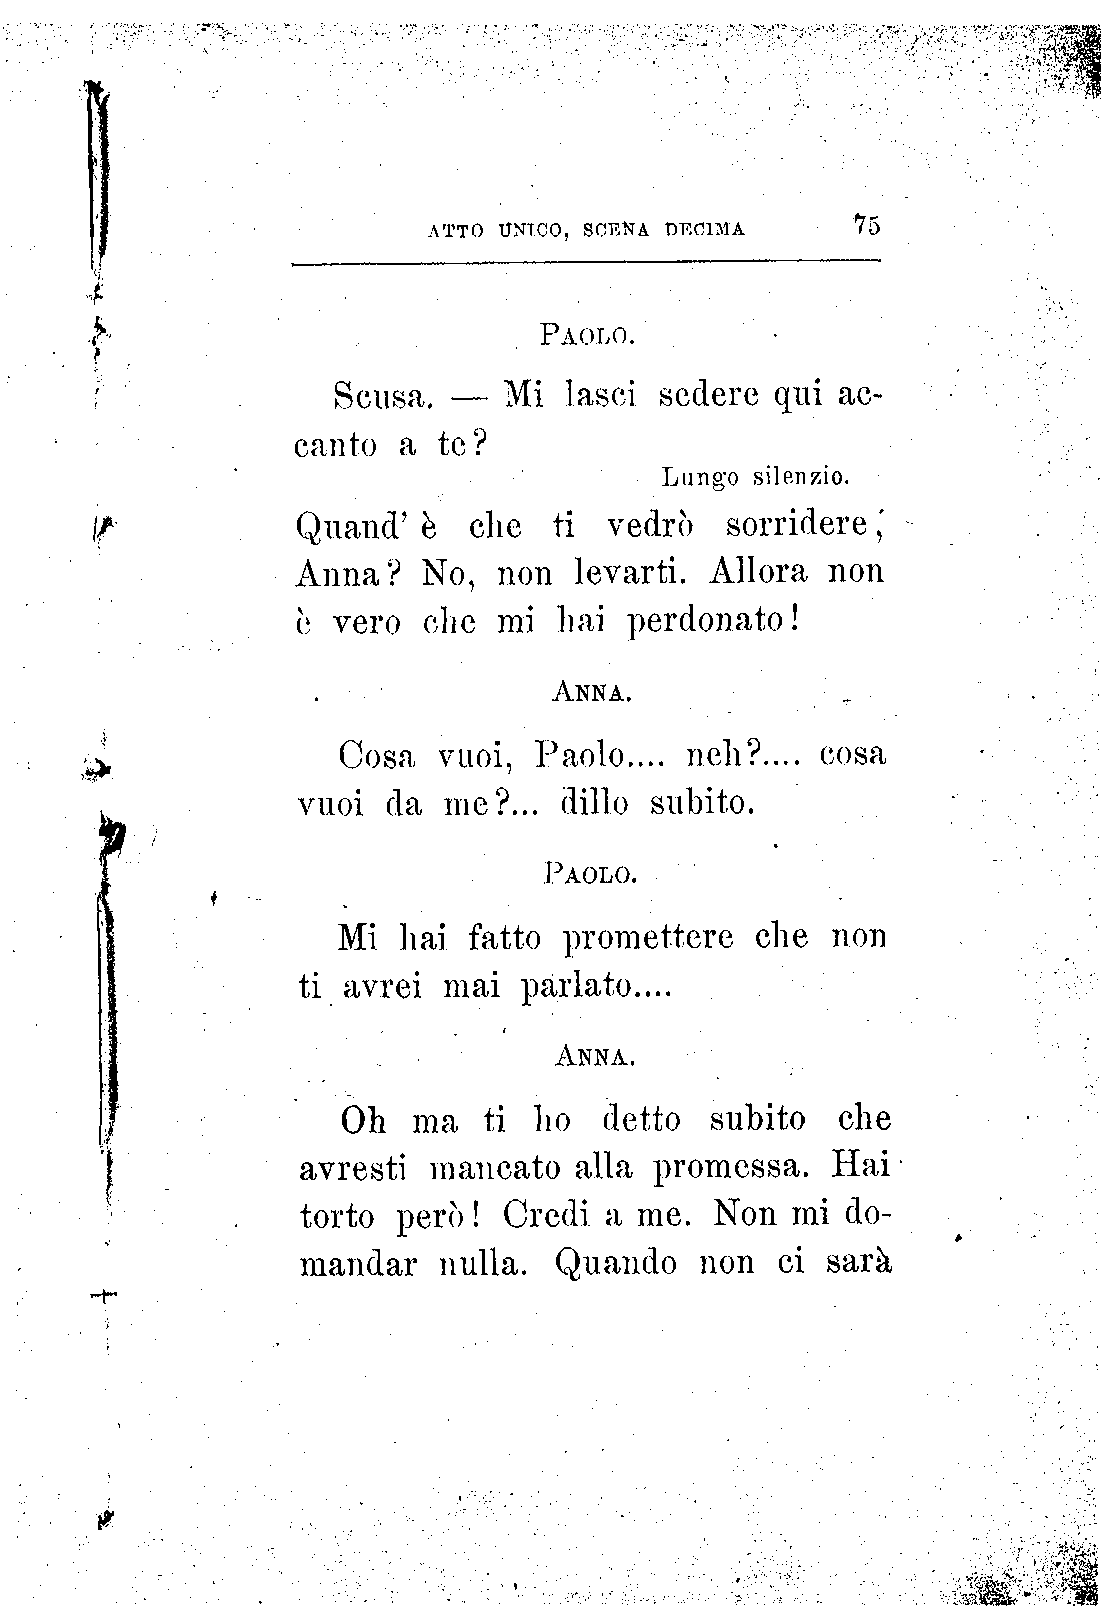 ATTO UNICO, SCENA DECIMA 75
PAOLO.
Scusa. — Mi lasci sedere qui ac-
canto a te?
Lungo silenzio.
Quand' è che ti vedrò sorridere,
Anna? No, non levarti. Allora non
è vero che mi hai perdonato!
ANNA.
Cosa vuoi, Paolo.... neh?.... cosa
vuoi da me?... dillo subito.
PAOLO.
Mi hai fatto promettere che non
ti avrei mai parlato....
ANNA.
Oh ma ti ho detto subito che
avresti mancato alla promessa. Hai
torto però! Credi a me. Non mi do-
mandar nulla. Quando non ci sarà